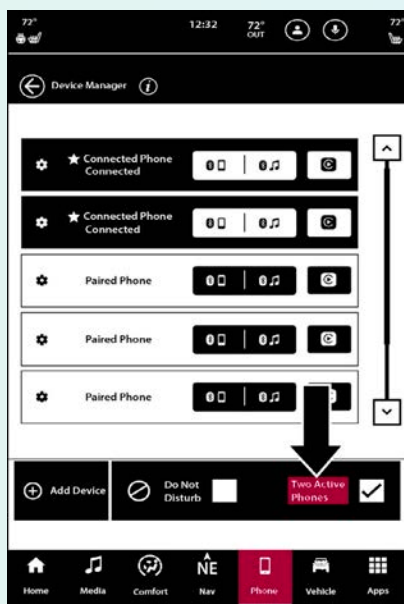 72°
12:32
72°
OUT
72°
Device Manager
i
Connected Phone
Connected
Connected Phone
Connected
Paired Phone
Paired Phone
Paired Phone
Add Device
Do Not
Disturb
Two Active
Phones
NE
Home
Media
Comfort
Nav
Phone
Vehicle
Apps